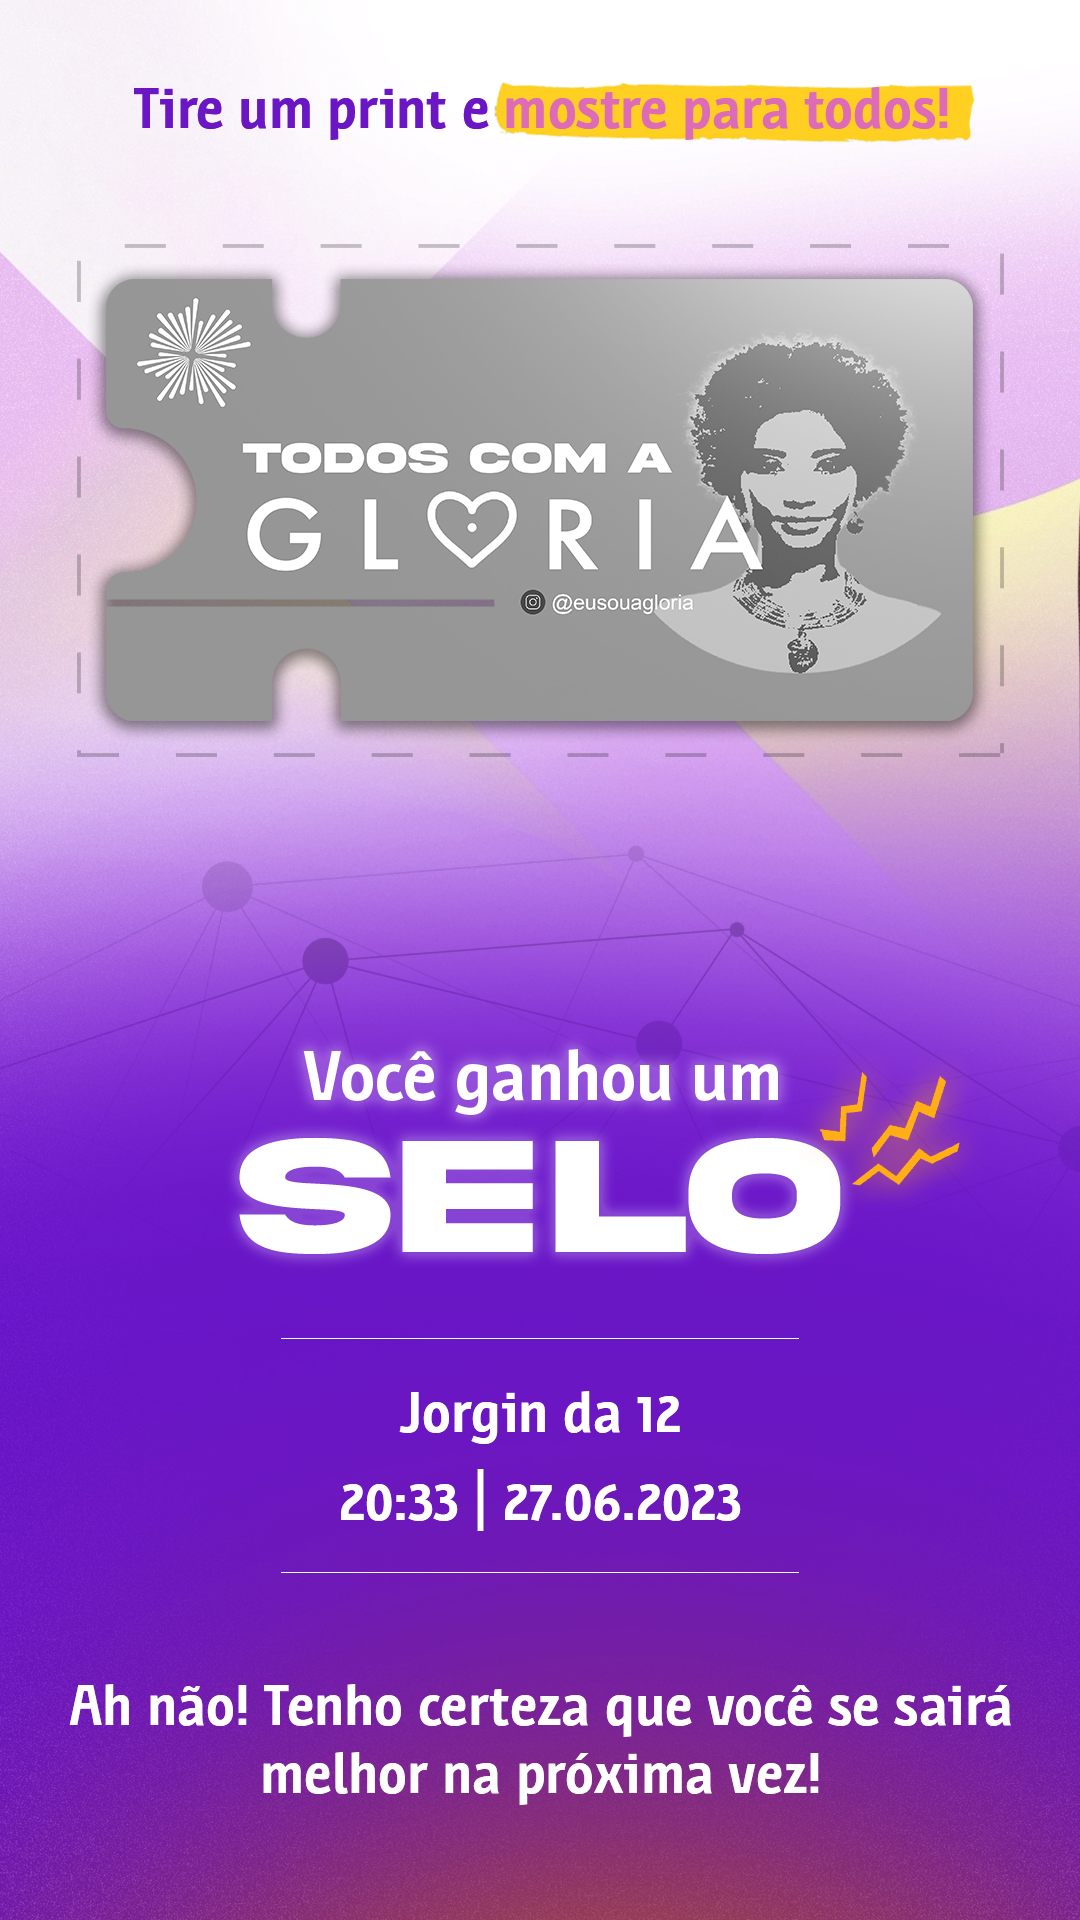 Tire um print e mostre para todos!
TODOS COM A
GLORIA
@eusouagloria
Você ganhou um
SELO
Jorgin da 12
20:33 | 27.06.2023
Ah não! Tenho certeza que você se sairá
melhor na próxima vez!